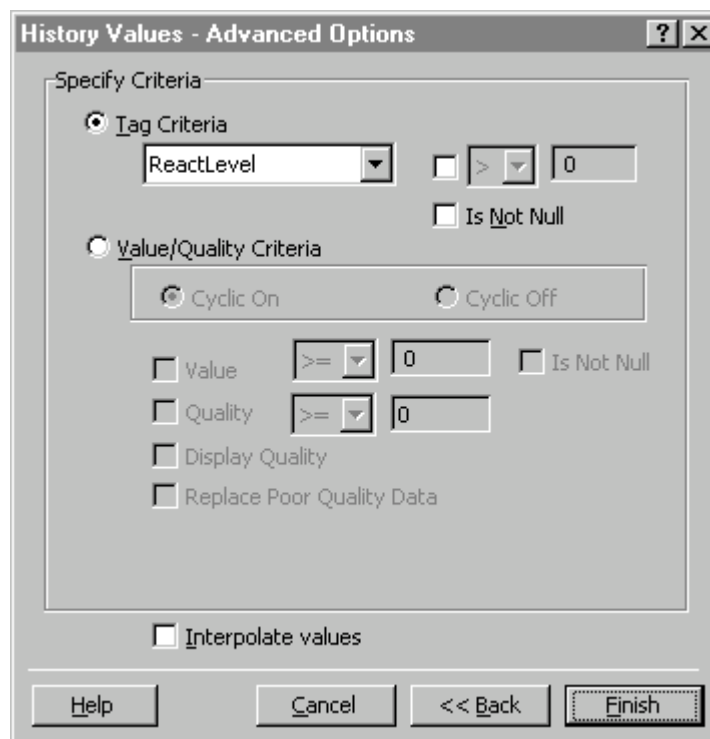 History Values - Advanced Options ? X
Specify Criteria
Tag Criteria
ReactLevel > 0
Is Not Null
Value/Quality Criteria
Cyclic On Cyclic Off
Value >= 0 Is Not Null
Quality >= 0
Display Quality
Replace Poor Quality Data
Interpolate values
Help Cancel << Back Finish